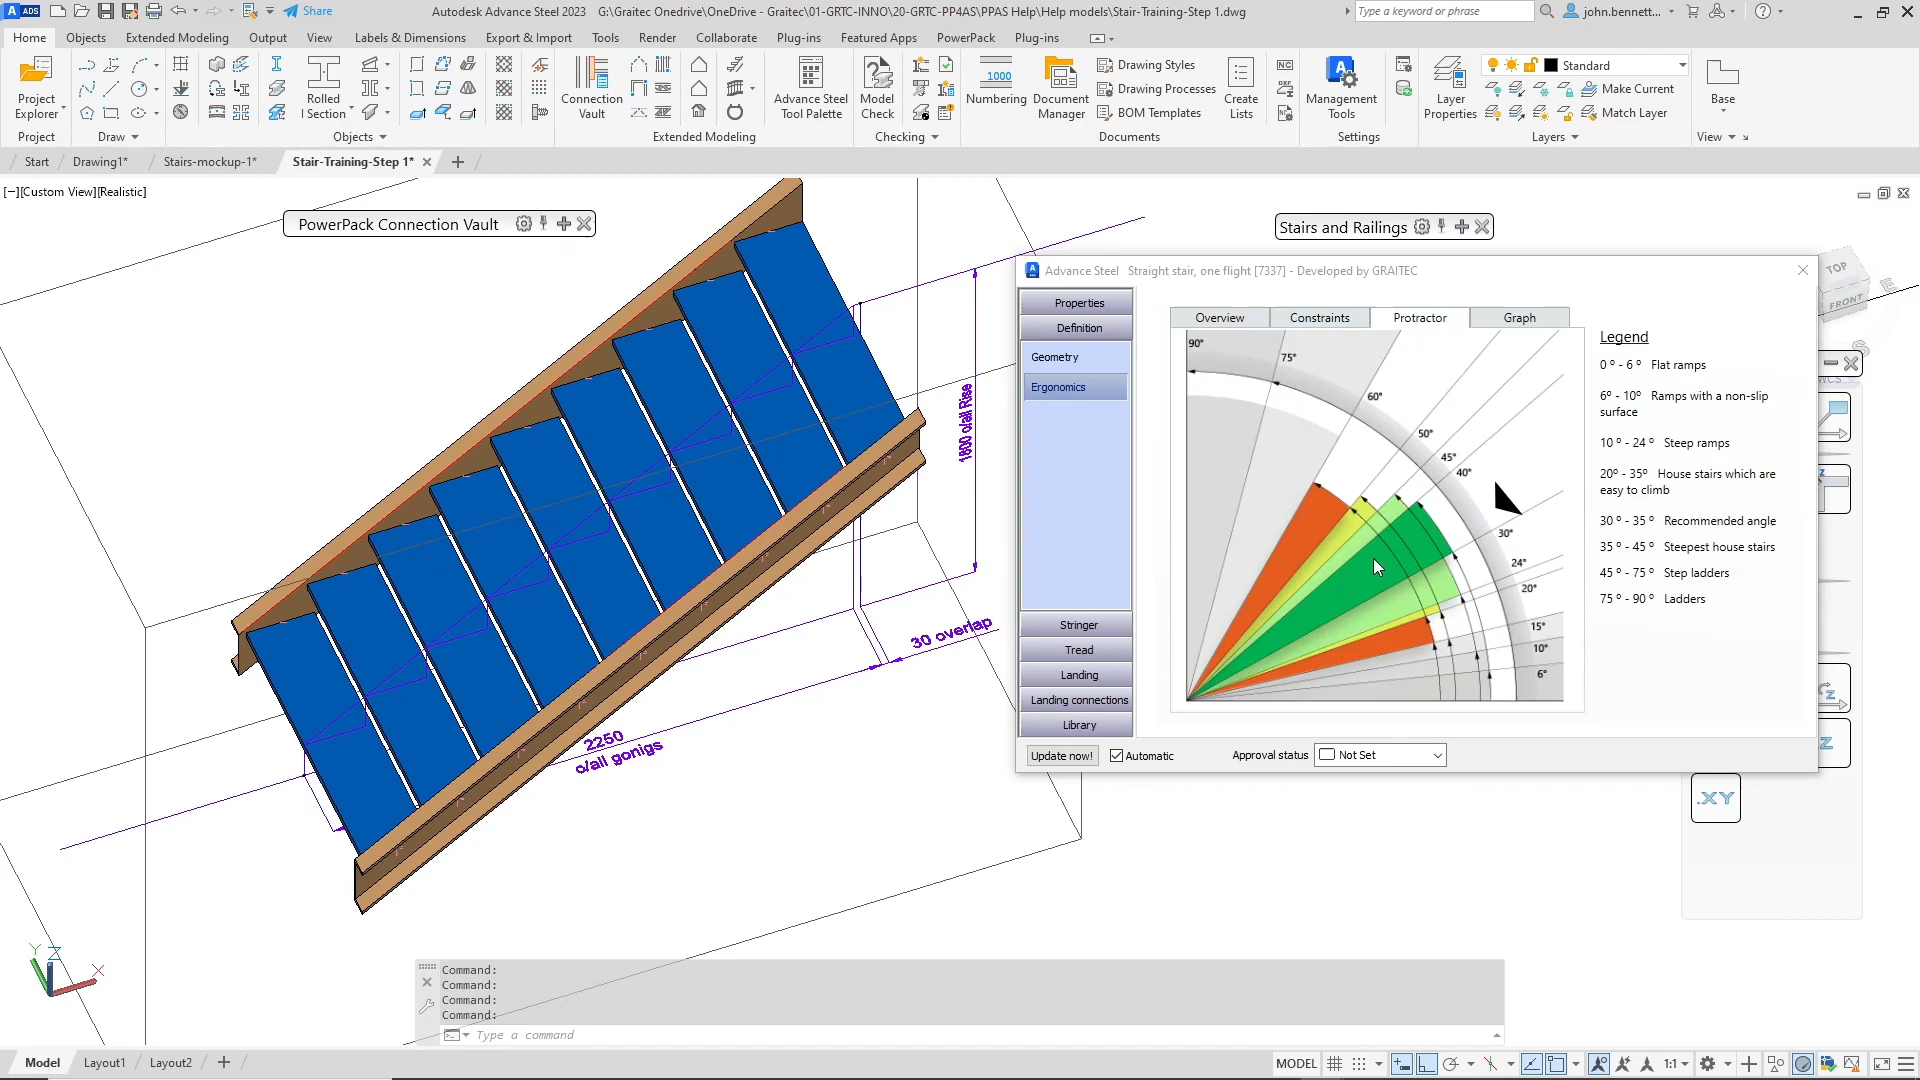 A ADS
Share
Autodesk Advance Steel 2023 G:\Graitec Onedrive\OneDrive - Graitec\01-GRTC-INNO\20-GRTC-PP4AS\PPAS Help\Help models\Stair-Training-Step 1.dwg
Type a keyword or phrase
john.bennett...
Home Objects Extended Modeling Output View Labels & Dimensions Export & Import Tools Render Collaborate Plug-ins Featured Apps PowerPack Plug-ins
Project Explorer
Rolled I Section
Connection Vault
Advance Steel Tool Palette
Model Check
1000
Numbering
Document Manager
Drawing Styles
Drawing Processes
BOM Templates
Create Lists
NC
DXF
Management Tools
Layer Properties
Standard
Make Current
Match Layer
Base
Project Draw Objects Extended Modeling Checking Documents Settings Layers View
Start Drawing1* Stairs-mockup-1* Stair-Training-Step 1*
[−][Custom View][Realistic]
PowerPack Connection Vault
Stairs and Railings
TOP
FRONT
E
S
Advance Steel Straight stair, one flight [7337] - Developed by GRAITEC
Properties
Definition
Geometry
Ergonomics
Stringer
Tread
Landing
Landing connections
Library
Overview Constraints Protractor Graph
90°
75°
60°
50°
45°
40°
30°
24°
20°
15°
10°
6°
Legend
0 º - 6 º Flat ramps
6º - 10º Ramps with a non-slip
surface
10 º - 24 º Steep ramps
20º - 35º House stairs which are
easy to climb
30 º - 35 º Recommended angle
35 º - 45 º Steepest house stairs
45 º - 75 º Step ladders
75 º - 90 º Ladders
Update now! Automatic Approval status Not Set
1800 o/all Rise
30 overlap
2250
o/all gonigs
Z
Z
.XY
Y Z X
Command:
Command:
Command:
Command:
Type a command
Model Layout1 Layout2
MODEL
1:1